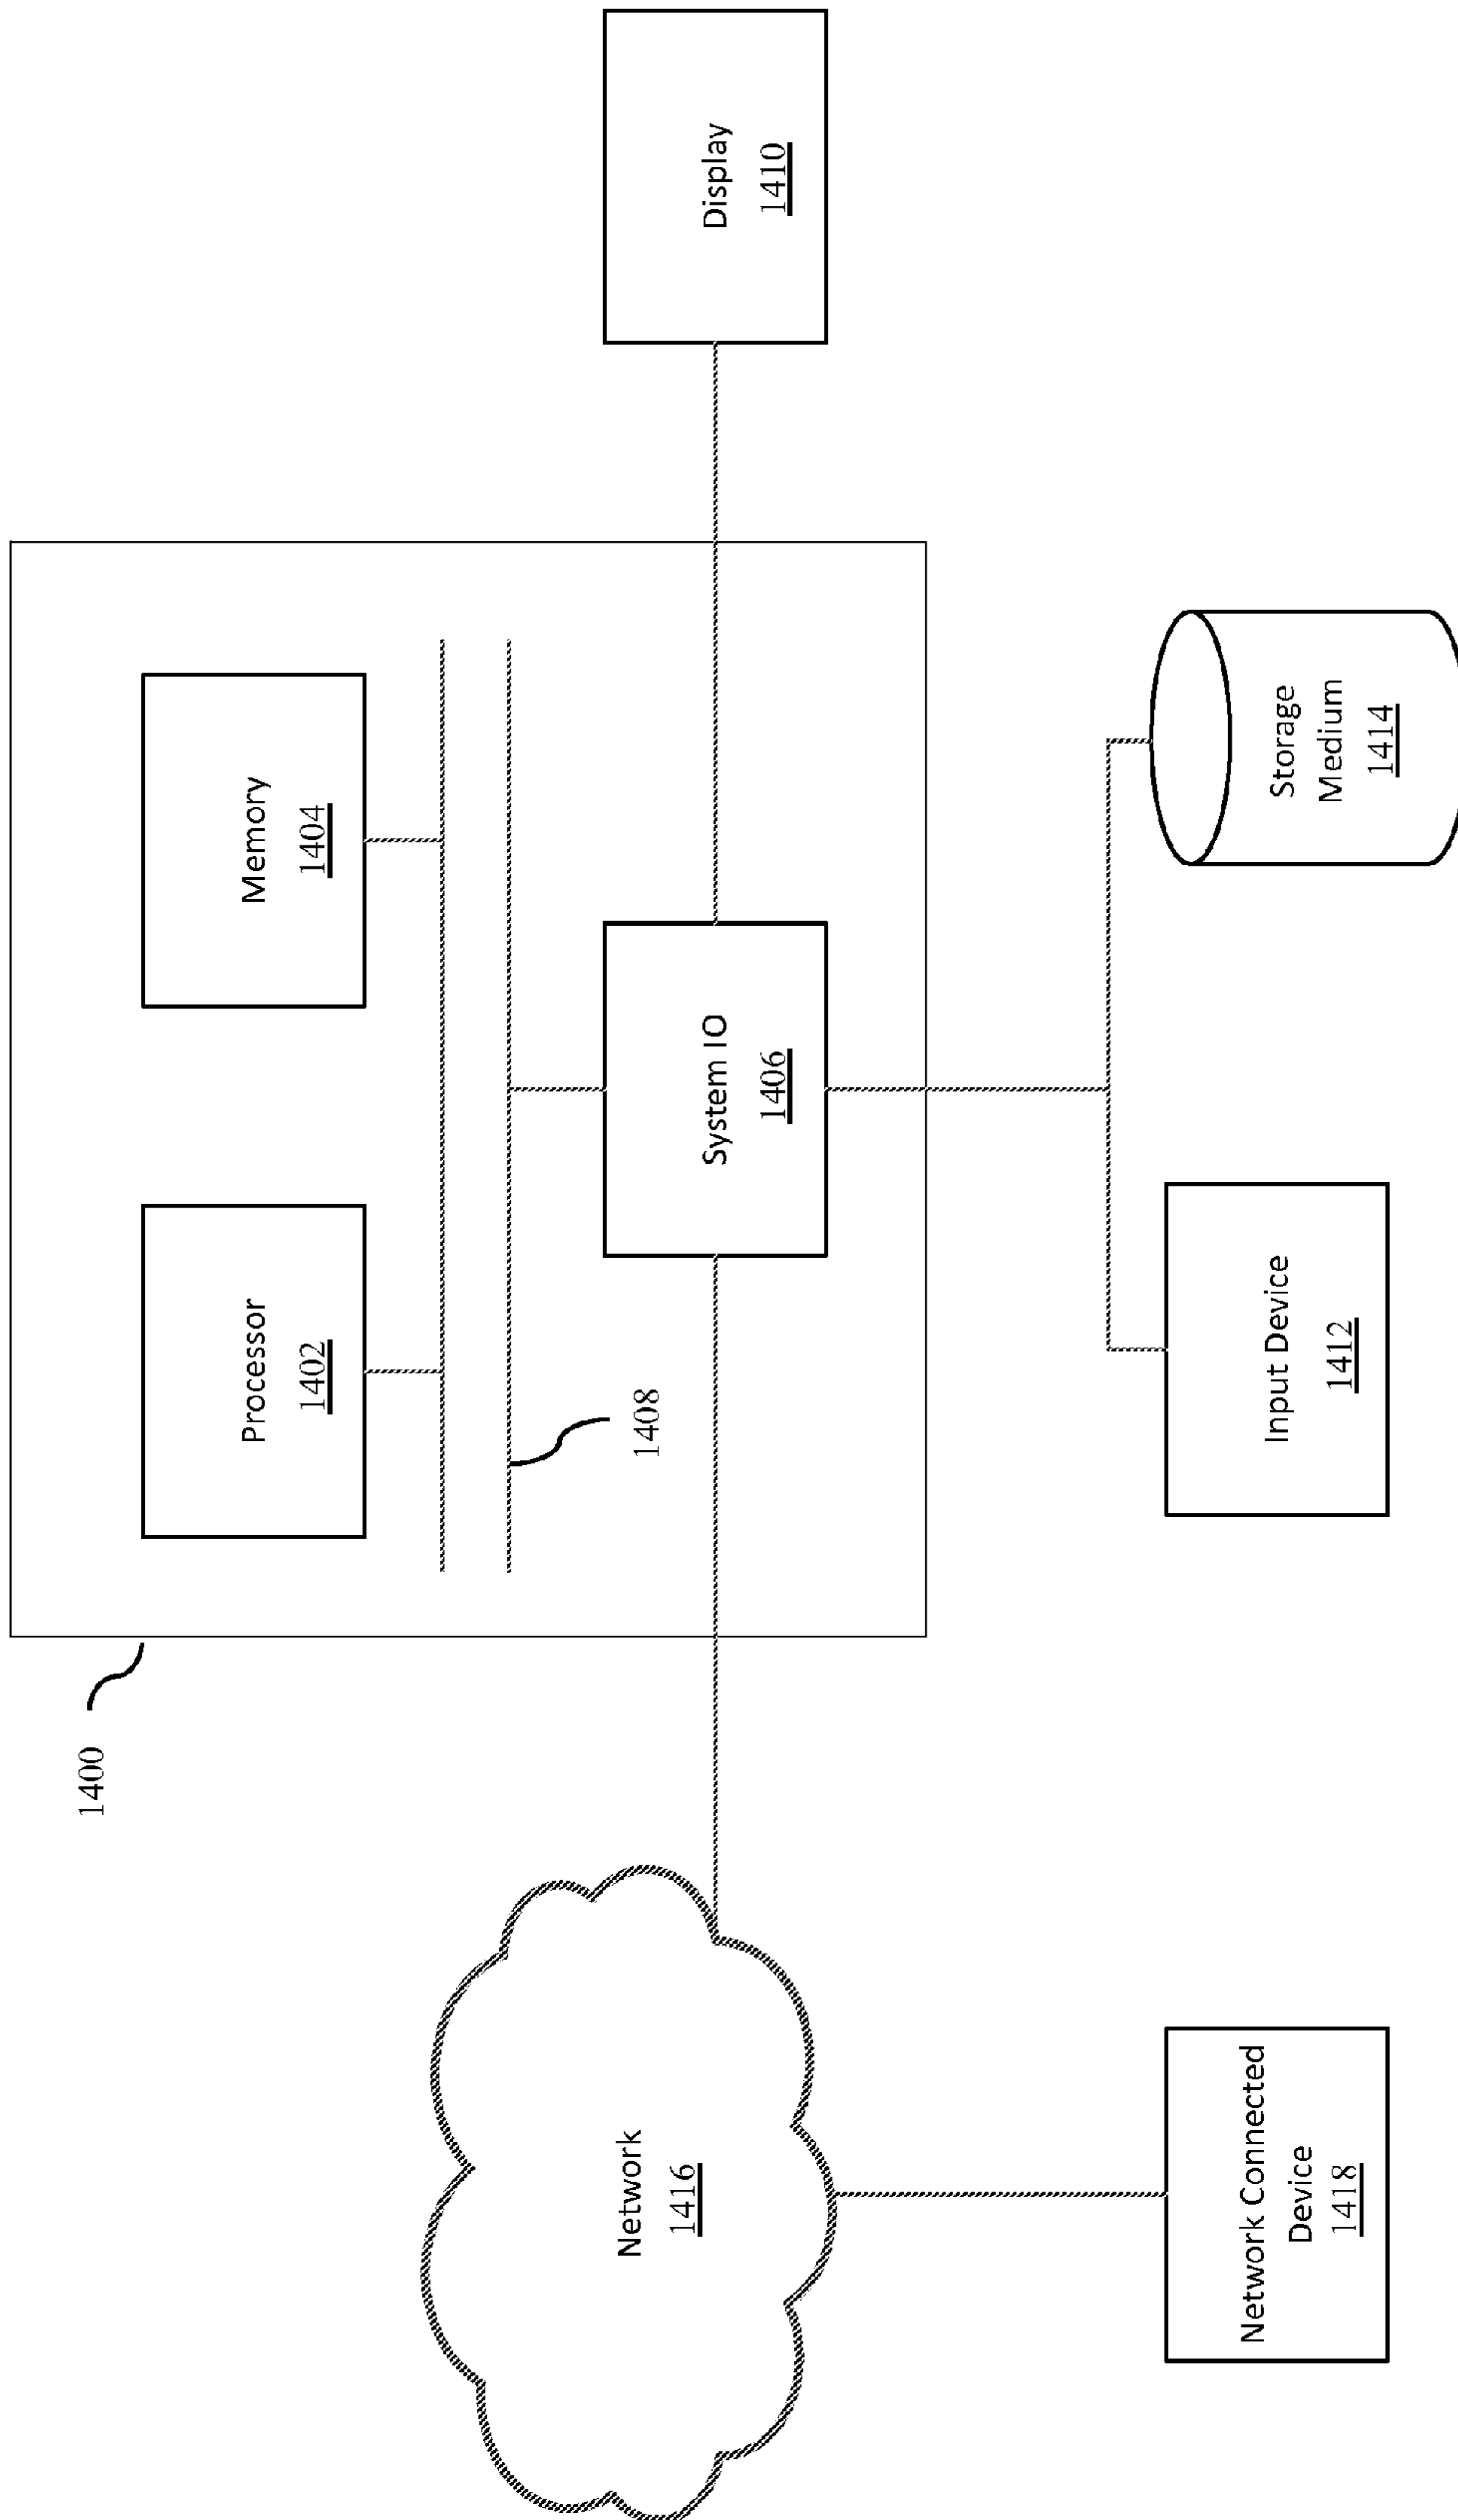 1400
Processor
1402
Memory
1404
1408
System IO
1406
Display
1410
Network
1416
Network Connected
Device
1418
Input Device
1412
Storage
Medium
1414